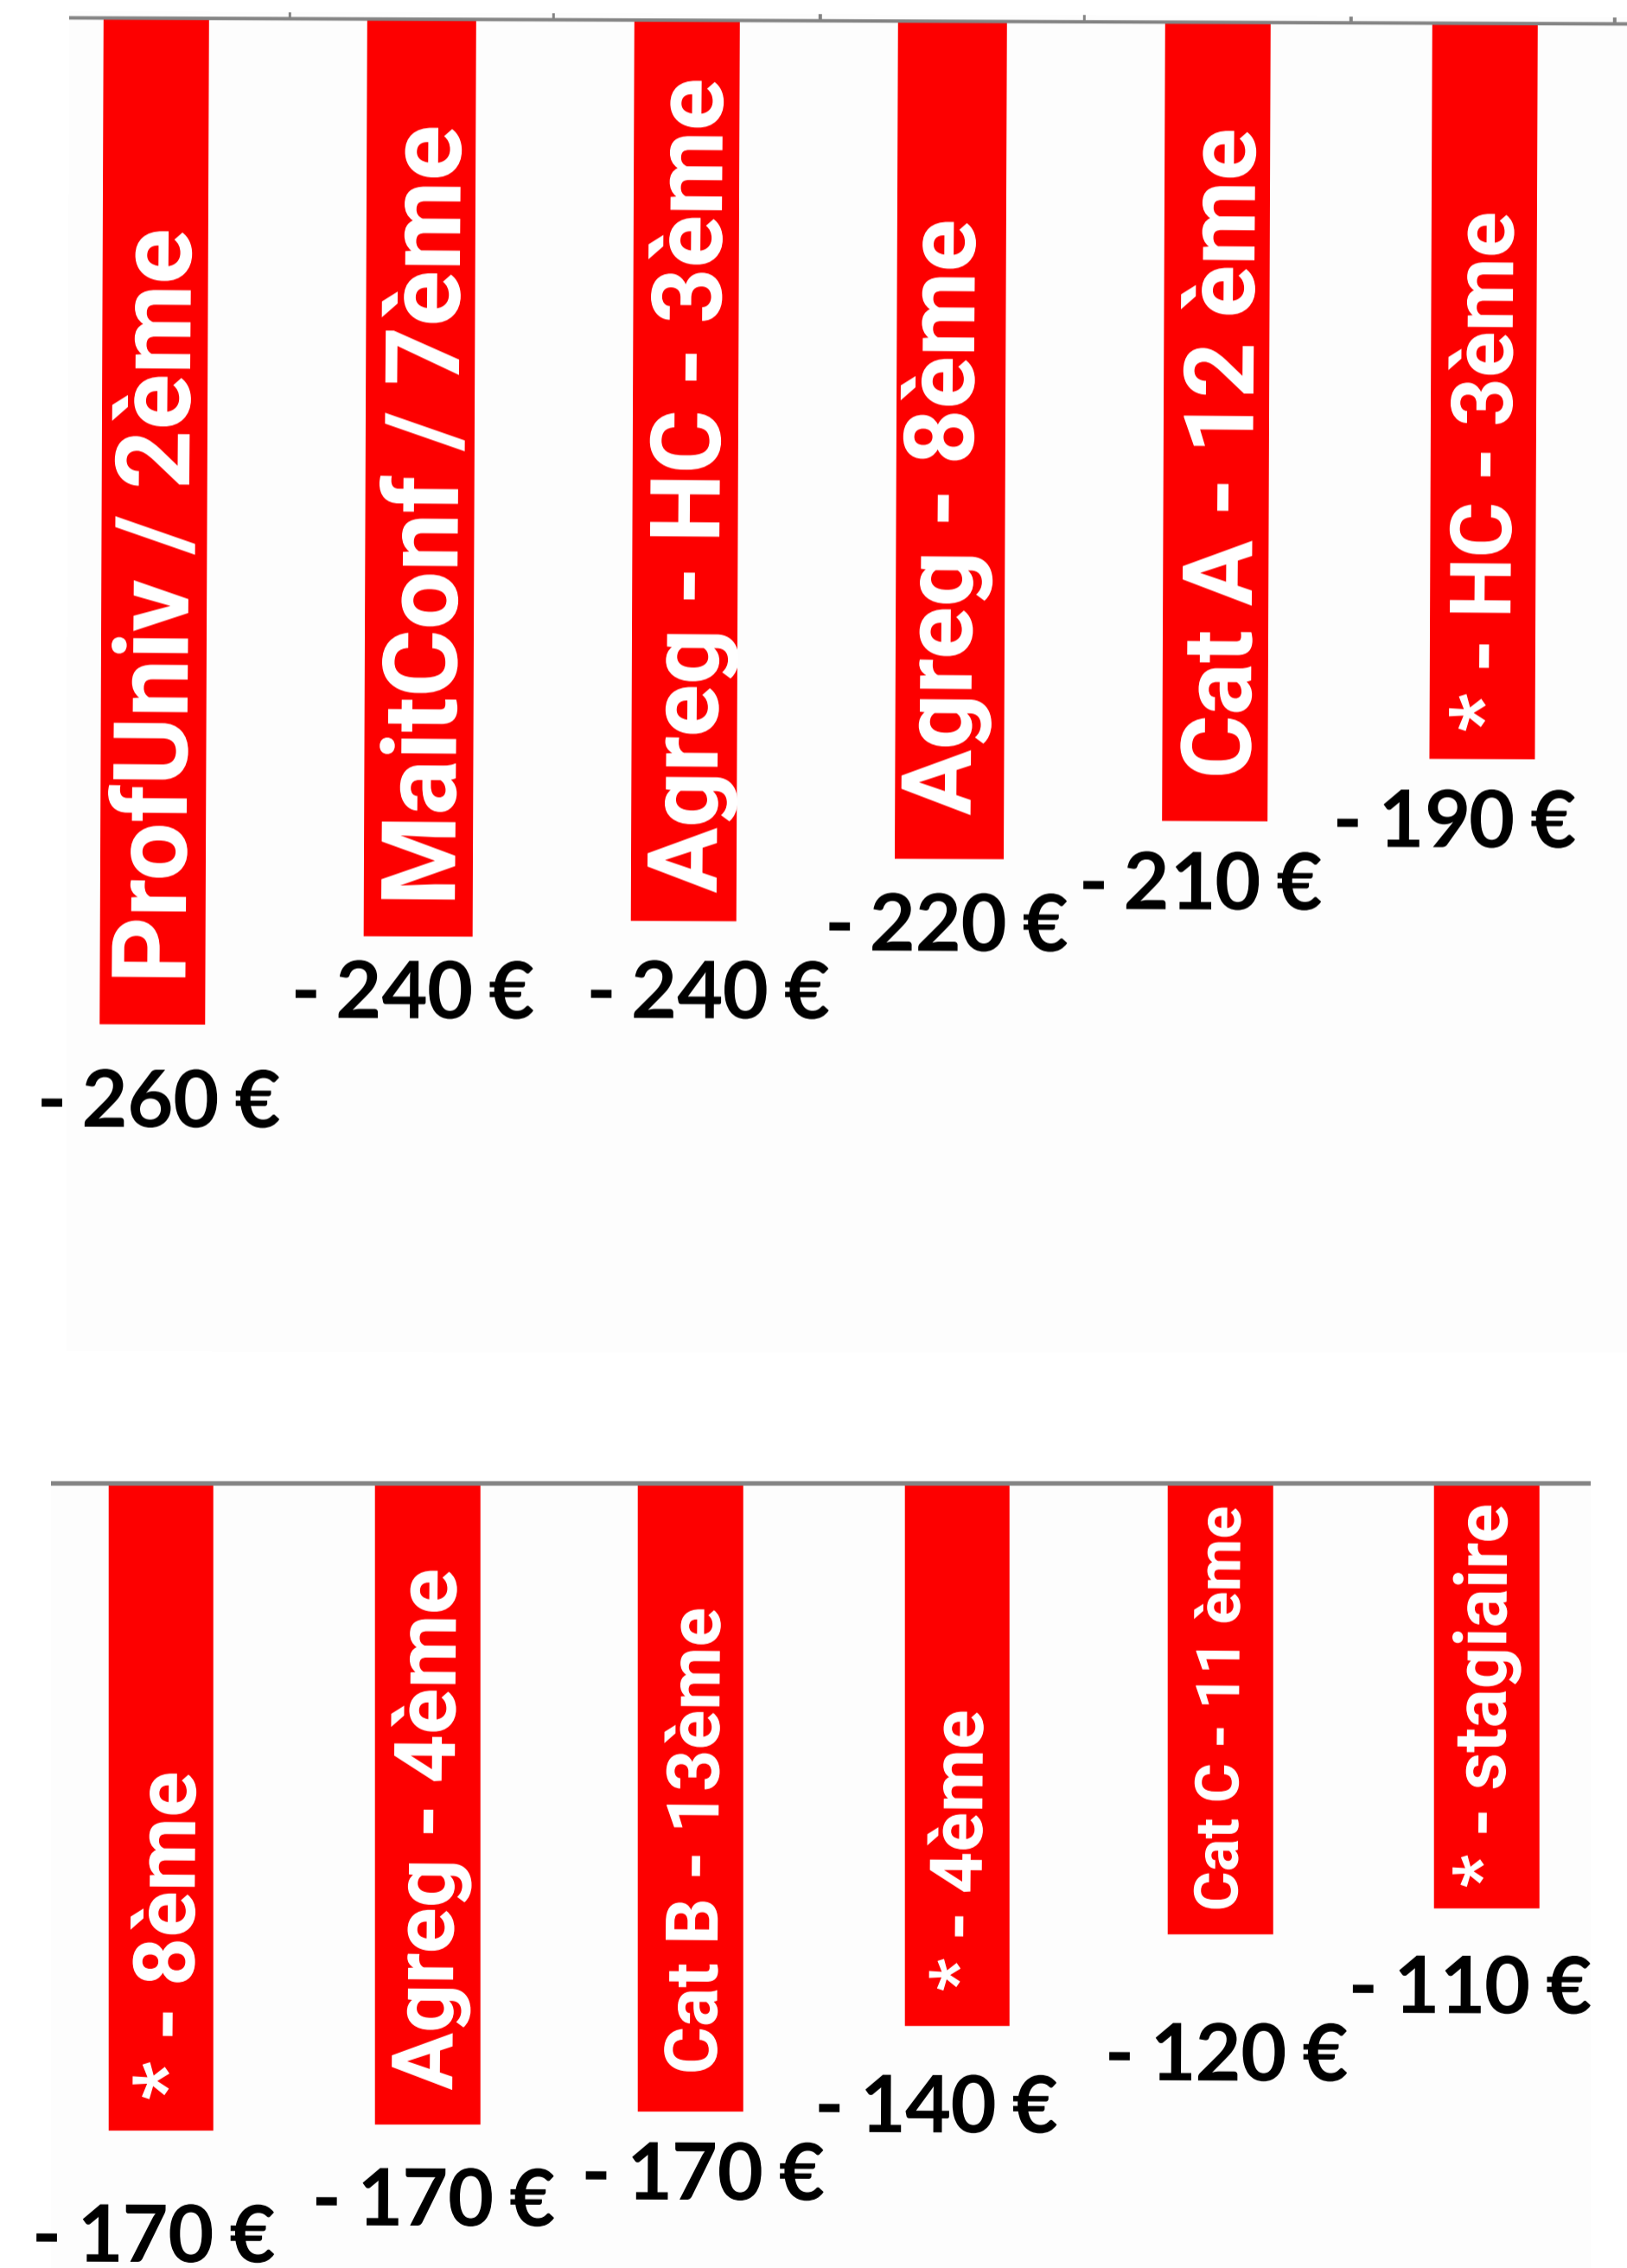 ProfUniv / 2ème
MaitConf / 7ème
Agreg - HC - 3ème
Agreg - 8ème
Cat A - 12 ème
* - HC - 3ème
- 260 €
- 240 €
- 240 €
- 220 €
- 210 €
- 190 €
* - 8ème
Agreg - 4ème
Cat B - 13ème
* - 4ème
Cat C - 11 ème
* - stagiaire
- 170 €
- 170 €
- 170 €
- 140 €
- 120 €
- 110 €